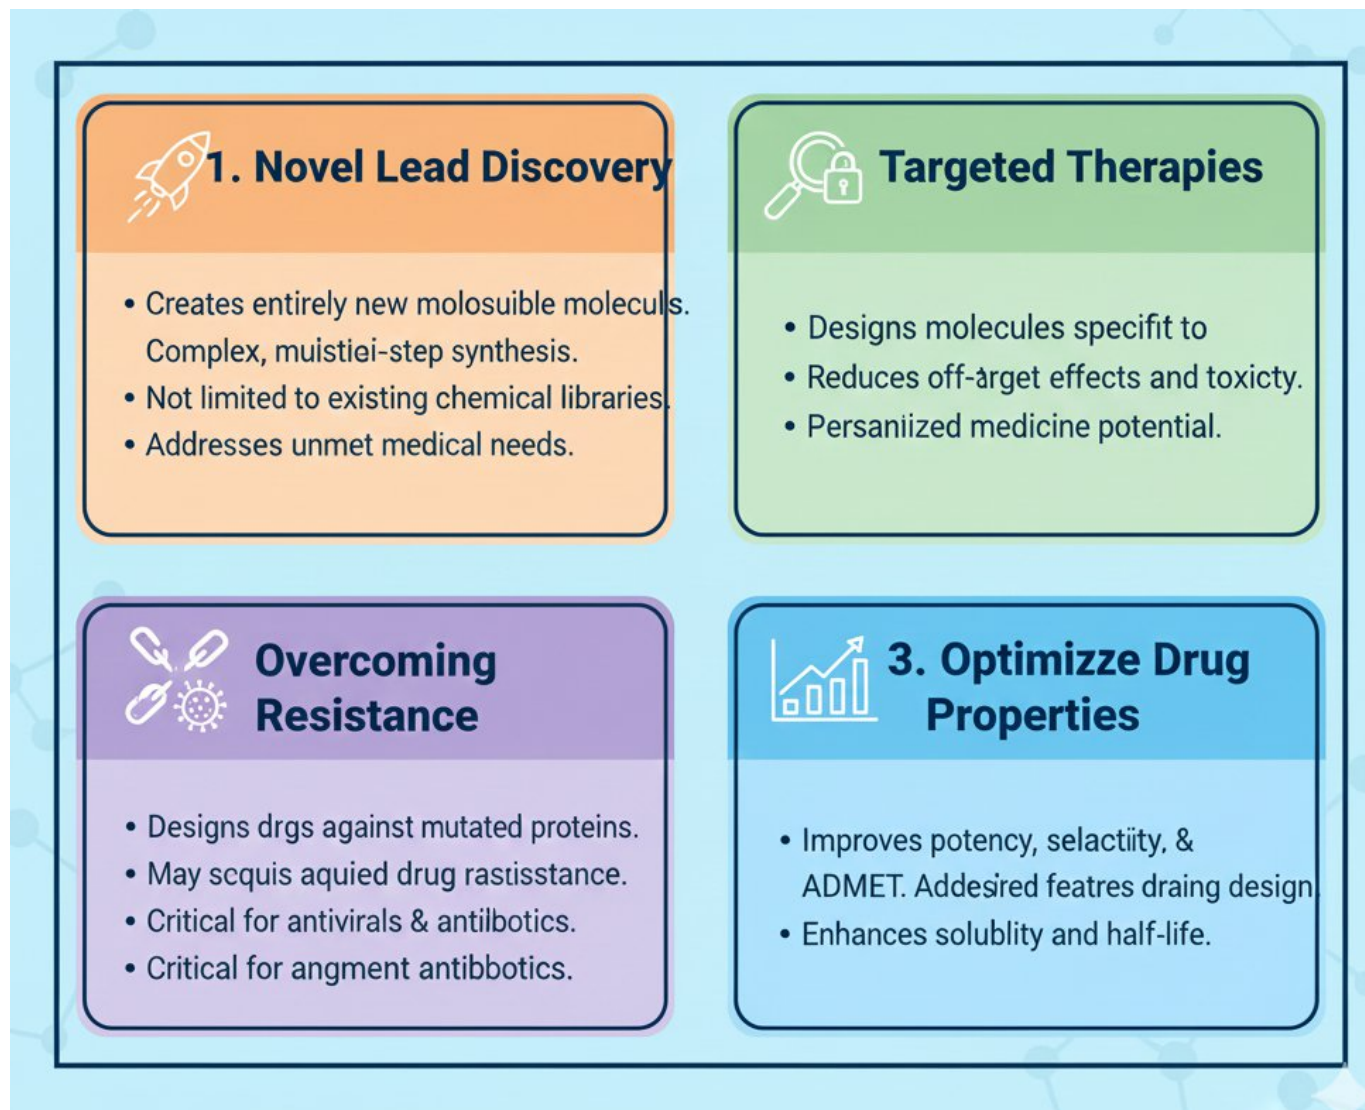 1. Novel Lead Discovery
• Creates entirely new molosuible moleculs.
Complex, muistiei-step synthesis.
• Not limited to existing chemical libraries.
• Addresses unmet medical needs.
Targeted Therapies
• Designs molecules specifit to
• Reduces off-arget effects and toxicty.
• Persaniized medicine potential.
Overcoming
Resistance
• Designs drgs against mutated proteins.
• May scquis aquied drug rastisstance.
• Critical for antivirals & antilbotics.
• Critical for angment antibbotics.
3. Optimizze Drug
Properties
• Improves potency, selactiity, &
ADMET. Addesired featres draing design.
• Enhances solublity and half-life.